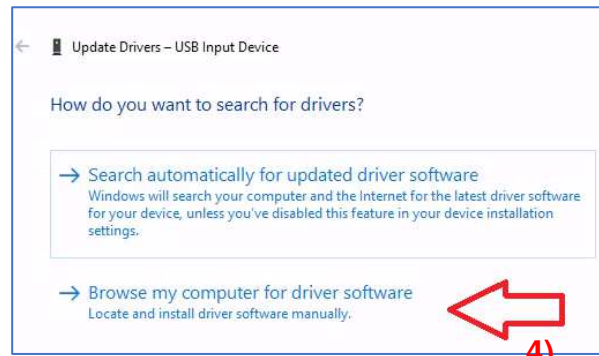 Update Drivers – USB Input Device
How do you want to search for drivers?
→ Search automatically for updated driver software
Windows will search your computer and the Internet for the latest driver software
for your device, unless you've disabled this feature in your device installation
settings.
→ Browse my computer for driver software
Locate and install driver software manually.
4)